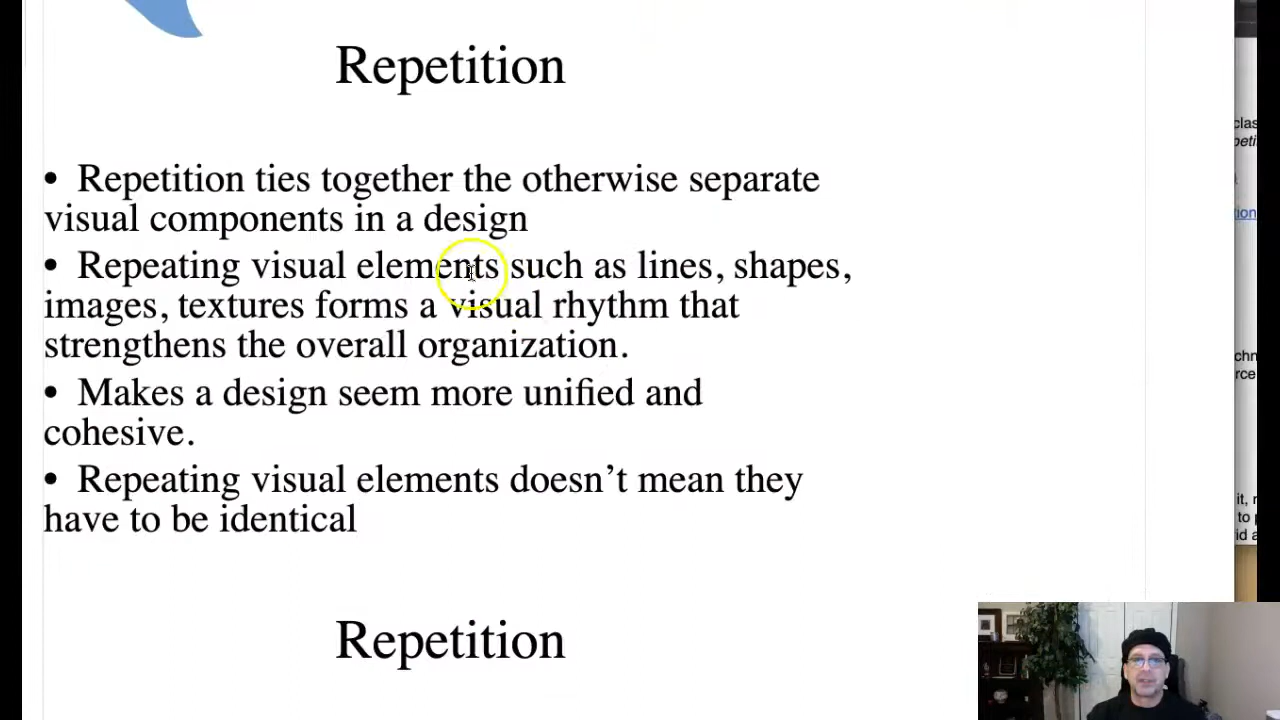 Repetition
• Repetition ties together the otherwise separate
visual components in a design
• Repeating visual elements such as lines, shapes,
images, textures forms a visual rhythm that
strengthens the overall organization.
• Makes a design seem more unified and
cohesive.
• Repeating visual elements doesn’t mean they
have to be identical
Repetition